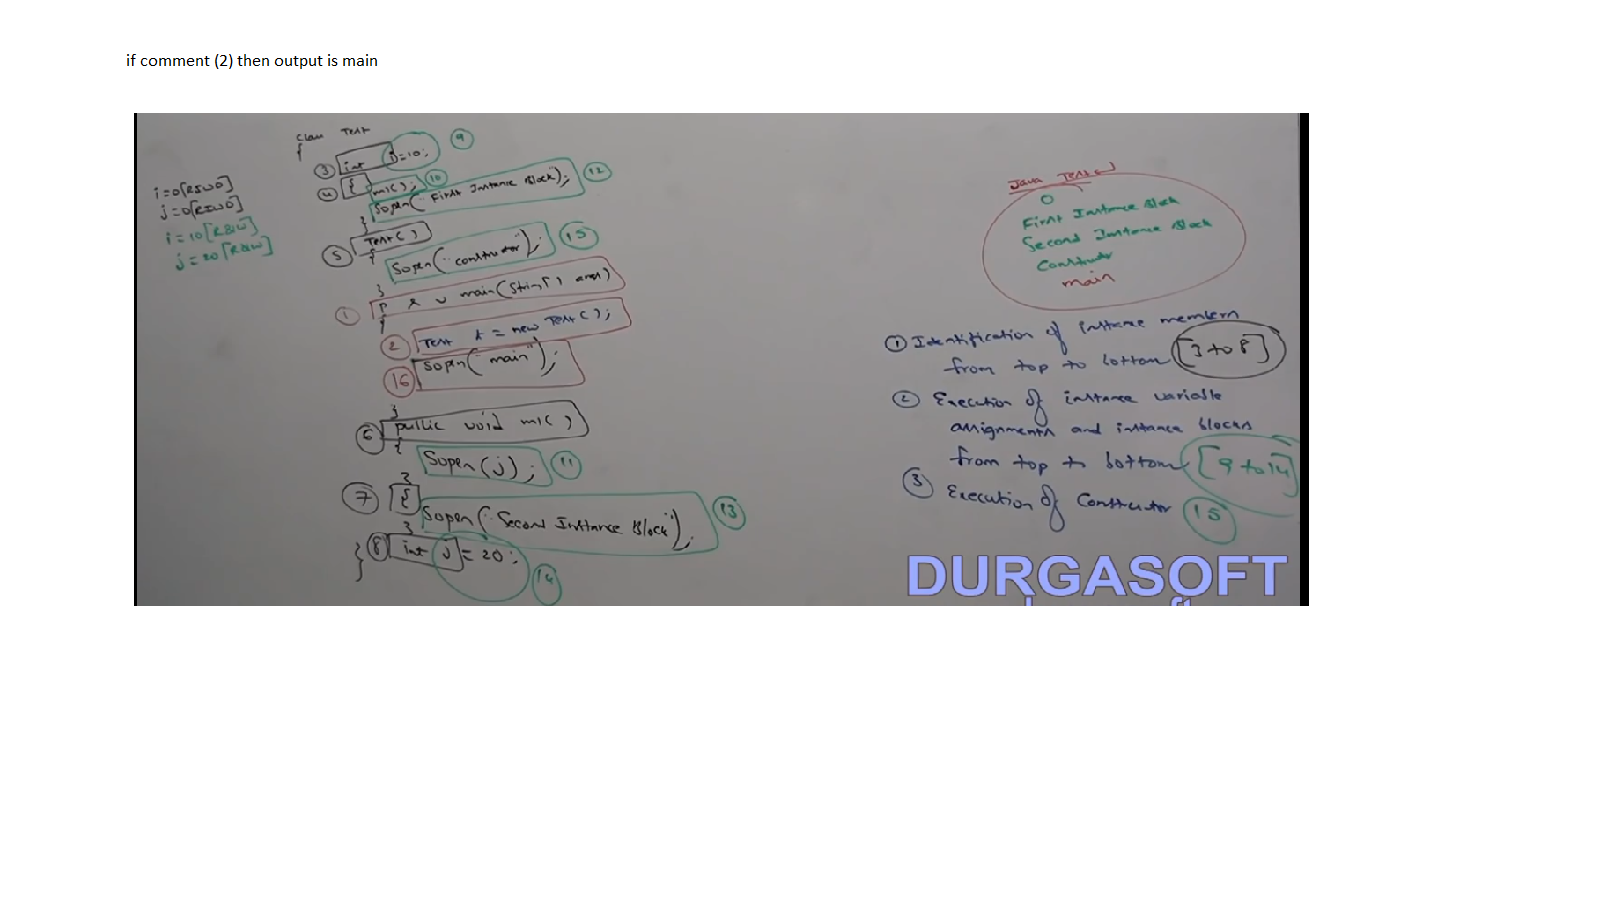 if comment (2) then output is main
class Test
{
③ int i=10; ⑨
④ { m1(); ⑩
Sopln("First Instance Block"); ⑫
}
⑤ Test()
{
Sopln("constructor"); ⑮
}
① p s v main(String[] args)
{
② Test t = new Test();
⑯ Sopln("main");
}
⑥ public void m1()
{
Sopln(j); ⑪
}
⑦ {
Sopln("Second Instance Block"); ⑬
}
⑧ int j=20; ⑭
}
i=0[RIWO]
j=0[RIWO]
i=10[R&W]
j=20[R&W]
Java Test ↵
0
First Instance Block
Second Instance Block
Constructor
main
① Identification of instance members
from top to bottom [3 to 8]
② Execution of instance variable
assignments and instance blocks
from top to bottom [9 to 14]
③ Execution of Constructor ⑮
DURGASOFT